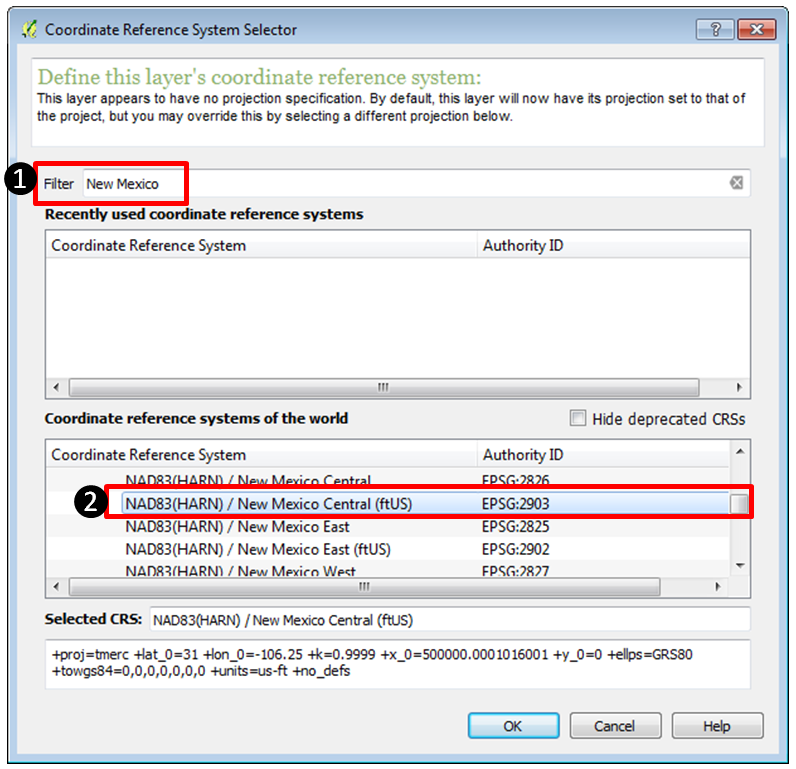 Coordinate Reference System Selector
Define this layer's coordinate reference system:
This layer appears to have no projection specification. By default, this layer will now have its projection set to that of
the project, but you may override this by selecting a different projection below.
1 Filter New Mexico
Recently used coordinate reference systems
Coordinate Reference System Authority ID
Coordinate reference systems of the world Hide deprecated CRSs
Coordinate Reference System Authority ID
NAD83(HARN) / New Mexico Central EPSG:2826
2 NAD83(HARN) / New Mexico Central (ftUS) EPSG:2903
NAD83(HARN) / New Mexico East EPSG:2825
NAD83(HARN) / New Mexico East (ftUS) EPSG:2902
NAD83(HARN) / New Mexico West EPSG:2827
Selected CRS: NAD83(HARN) / New Mexico Central (ftUS)
+proj=tmerc +lat_0=31 +lon_0=-106.25 +k=0.9999 +x_0=500000.0001016001 +y_0=0 +ellps=GRS80
+towgs84=0,0,0,0,0,0,0 +units=us-ft +no_defs
OK Cancel Help